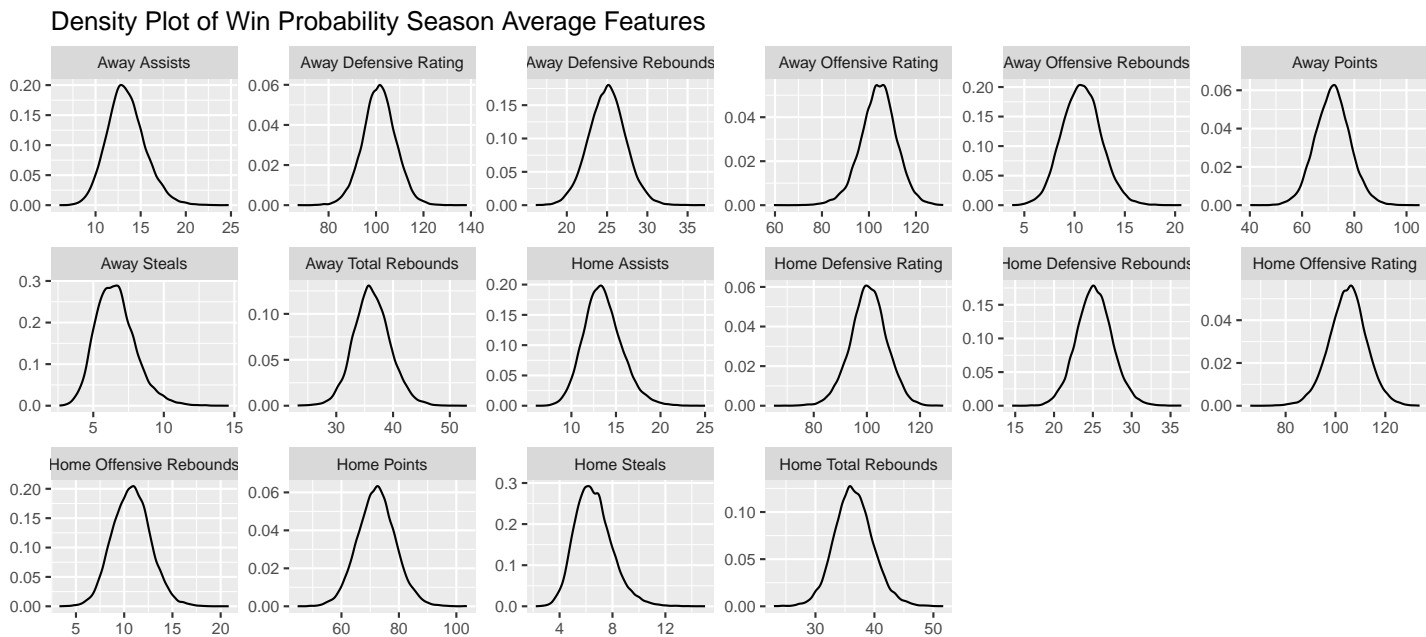 Density Plot of Win Probability Season Average Features
Away Assists
0.20
0.15
0.10
0.05
0.00
10 15 20 25
Away Defensive Rating
0.06
0.04
0.02
0.00
80 100 120 140
Away Defensive Rebounds
0.15
0.10
0.05
0.00
20 25 30 35
Away Offensive Rating
0.04
0.02
0.00
60 80 100 120
Away Offensive Rebounds
0.20
0.15
0.10
0.05
0.00
5 10 15 20
Away Points
0.06
0.04
0.02
0.00
40 60 80 100
Away Steals
0.3
0.2
0.1
0.0
5 10 15
Away Total Rebounds
0.10
0.05
0.00
30 40 50
Home Assists
0.20
0.15
0.10
0.05
0.00
10 15 20 25
Home Defensive Rating
0.06
0.04
0.02
0.00
80 100 120
Home Defensive Rebounds
0.15
0.10
0.05
0.00
15 20 25 30 35
Home Offensive Rating
0.04
0.02
0.00
80 100 120
Home Offensive Rebounds
0.20
0.15
0.10
0.05
0.00
5 10 15 20
Home Points
0.06
0.04
0.02
0.00
60 80 100
Home Steals
0.3
0.2
0.1
0.0
4 8 12
Home Total Rebounds
0.10
0.05
0.00
30 40 50